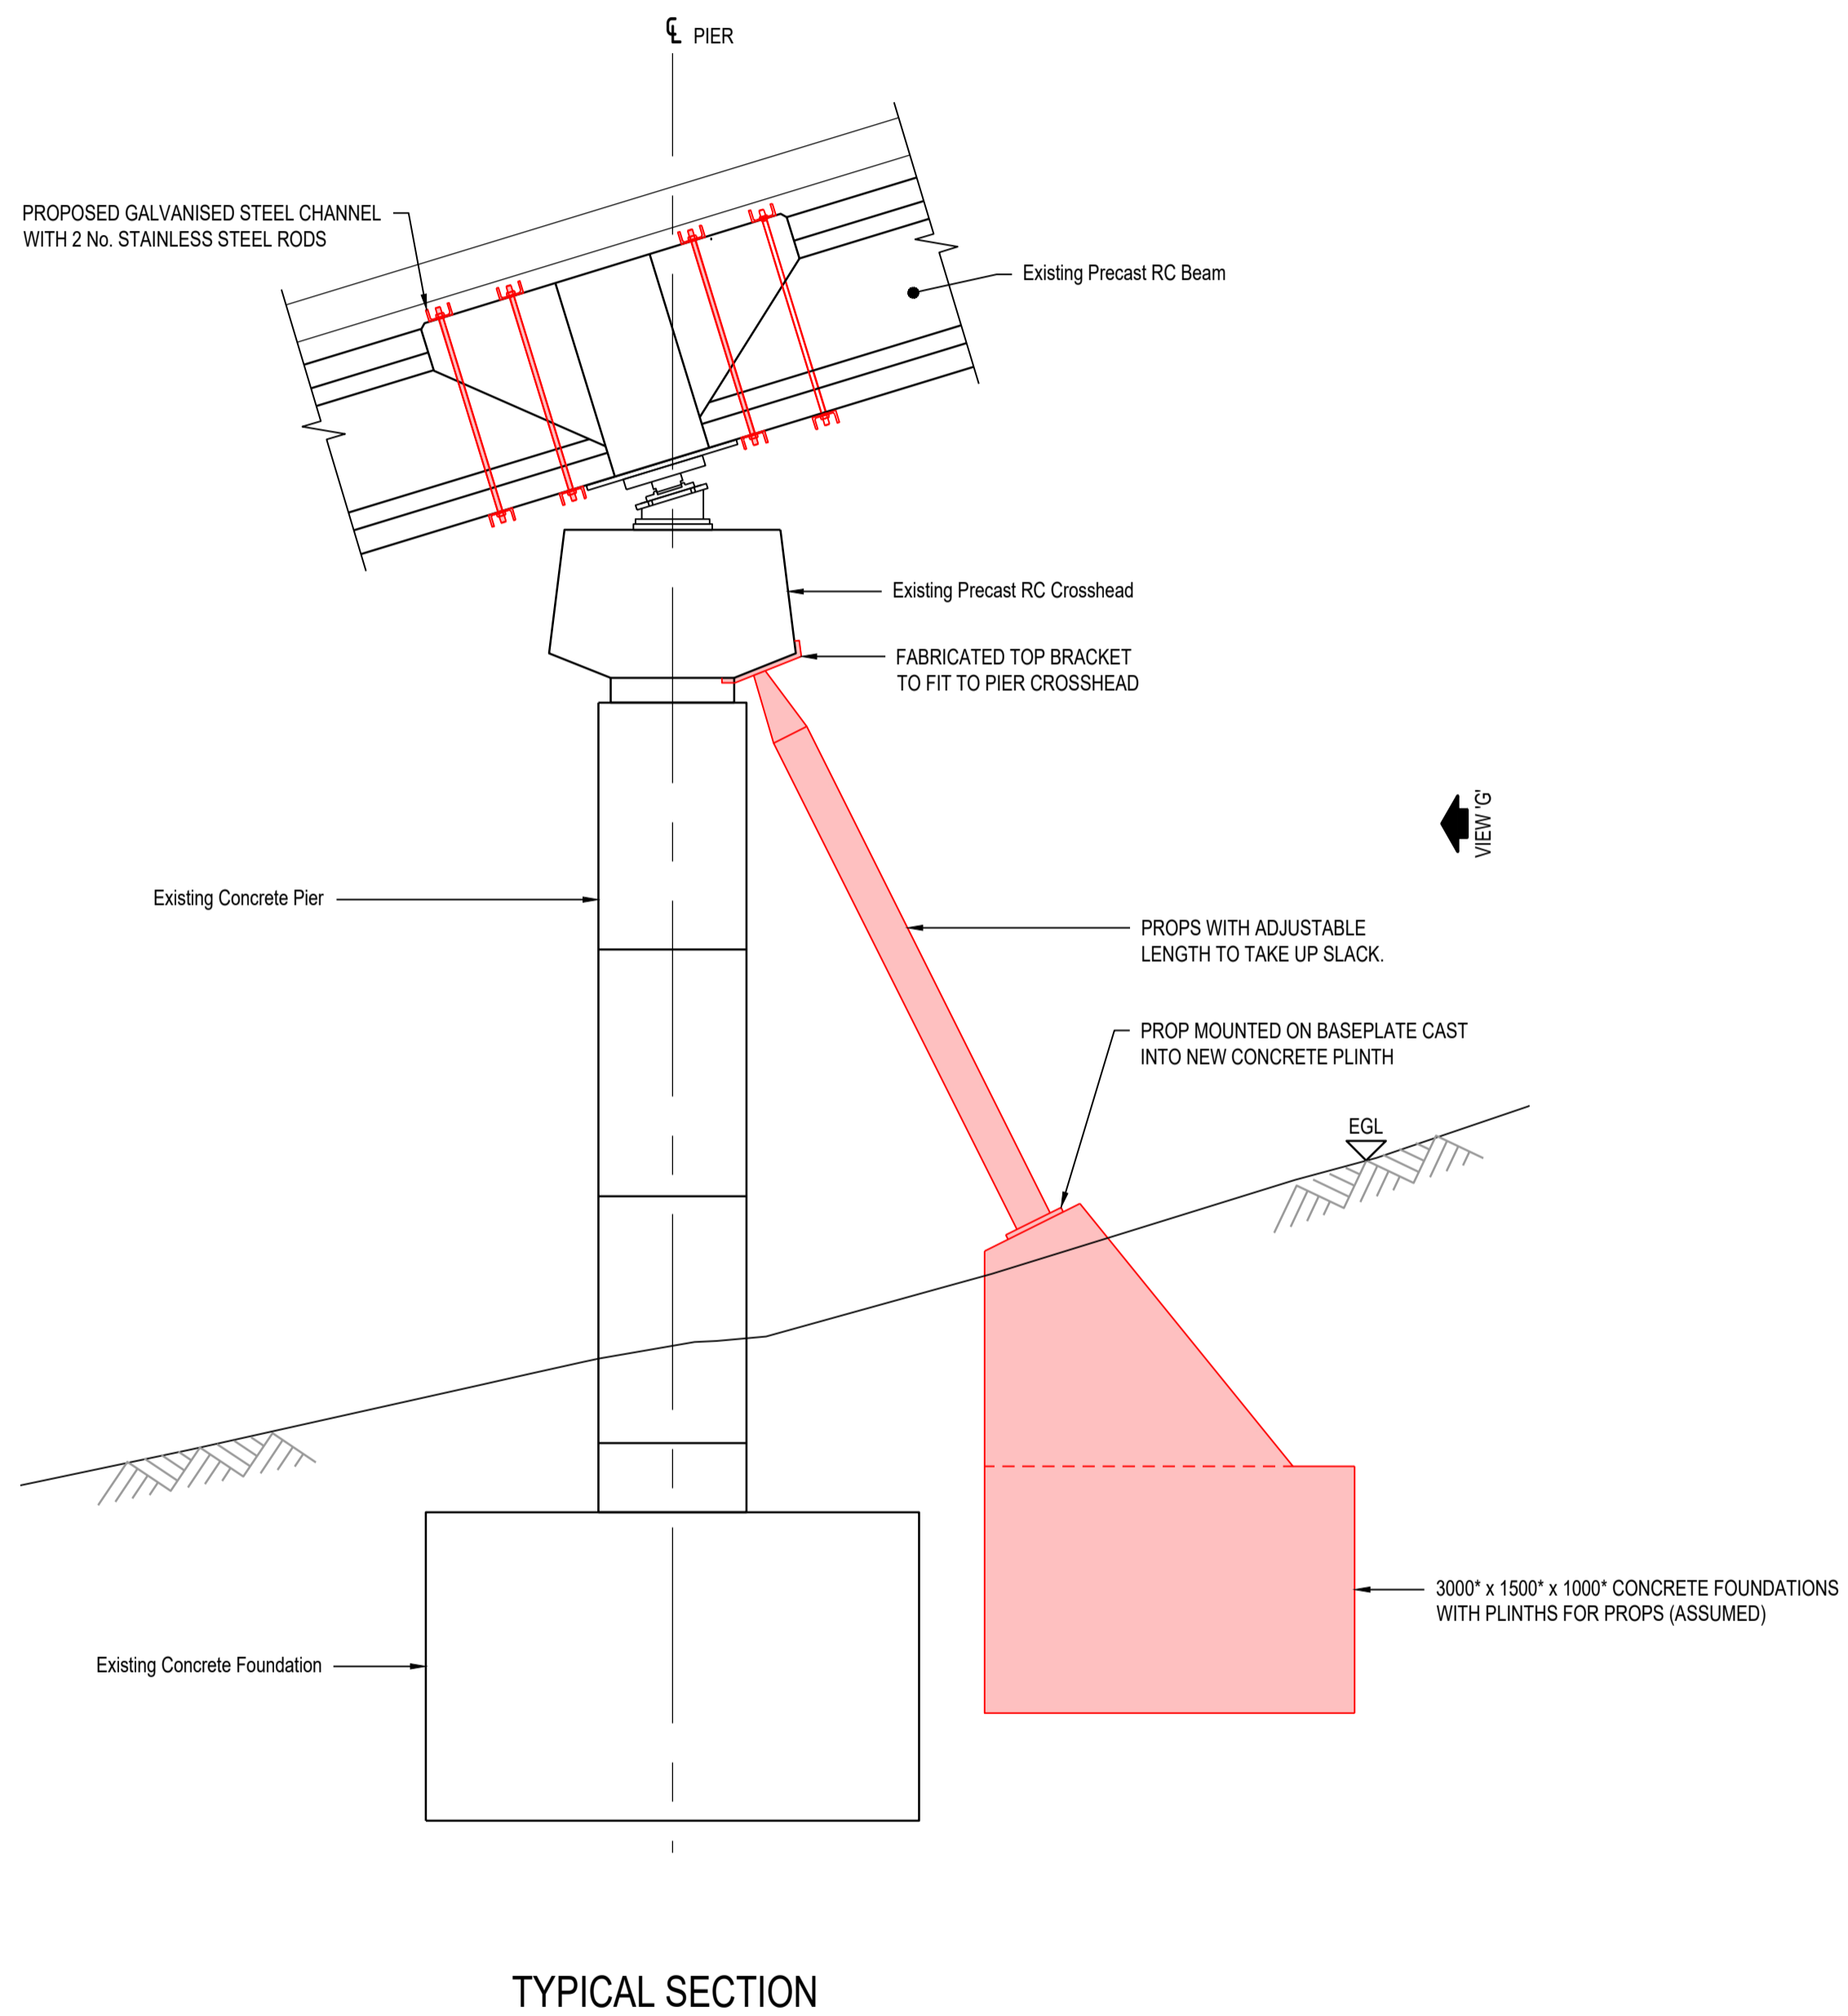 ℄ PIER
PROPOSED GALVANISED STEEL CHANNEL
WITH 2 No. STAINLESS STEEL RODS
Existing Precast RC Beam
Existing Precast RC Crosshead
FABRICATED TOP BRACKET
TO FIT TO PIER CROSSHEAD
VIEW 'G'
Existing Concrete Pier
PROPS WITH ADJUSTABLE
LENGTH TO TAKE UP SLACK.
PROP MOUNTED ON BASEPLATE CAST
INTO NEW CONCRETE PLINTH
EGL
3000* x 1500* x 1000* CONCRETE FOUNDATIONS
WITH PLINTHS FOR PROPS (ASSUMED)
Existing Concrete Foundation
TYPICAL SECTION